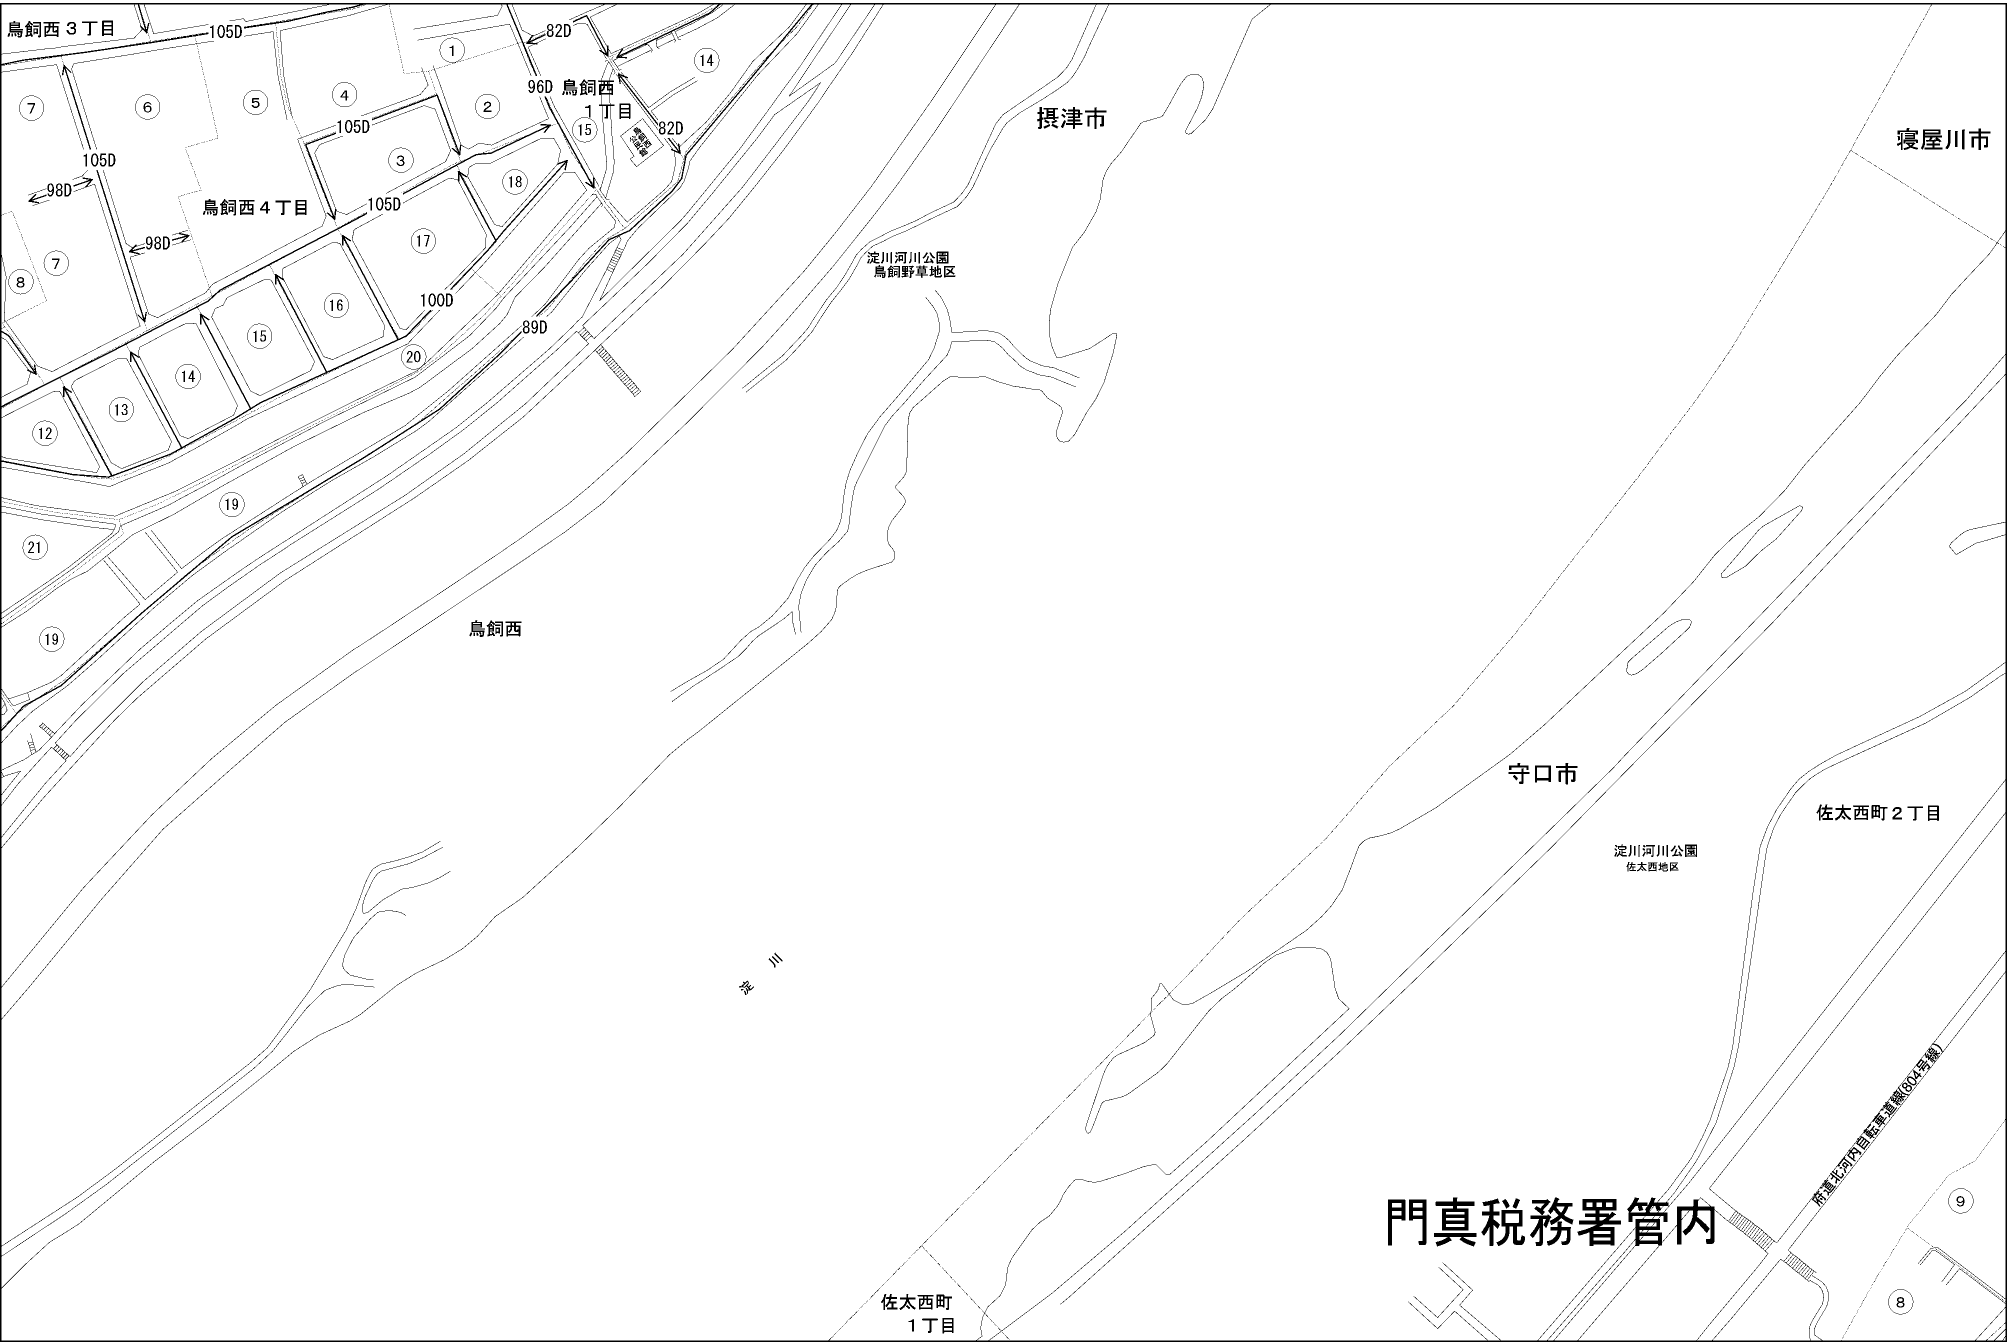 鳥飼西３丁目
105D
82D
①
⑭
96D
鳥飼西
１丁目
⑦
⑥
⑤
④
②
105D
⑮
82D
鳥飼西
公民館
摂津市
寝屋川市
105D
③
98D
⑱
鳥飼西４丁目
105D
98D
⑰
⑦
⑧
淀川河川公園
鳥飼野草地区
100D
⑯
89D
⑮
⑳
⑭
⑬
⑫
⑲
㉑
鳥飼西
⑲
守口市
佐太西町２丁目
淀川河川公園
佐太西地区
淀川
府道北河内自転車道線(804号線)
門真税務署管内
⑨
⑧
佐太西町
１丁目